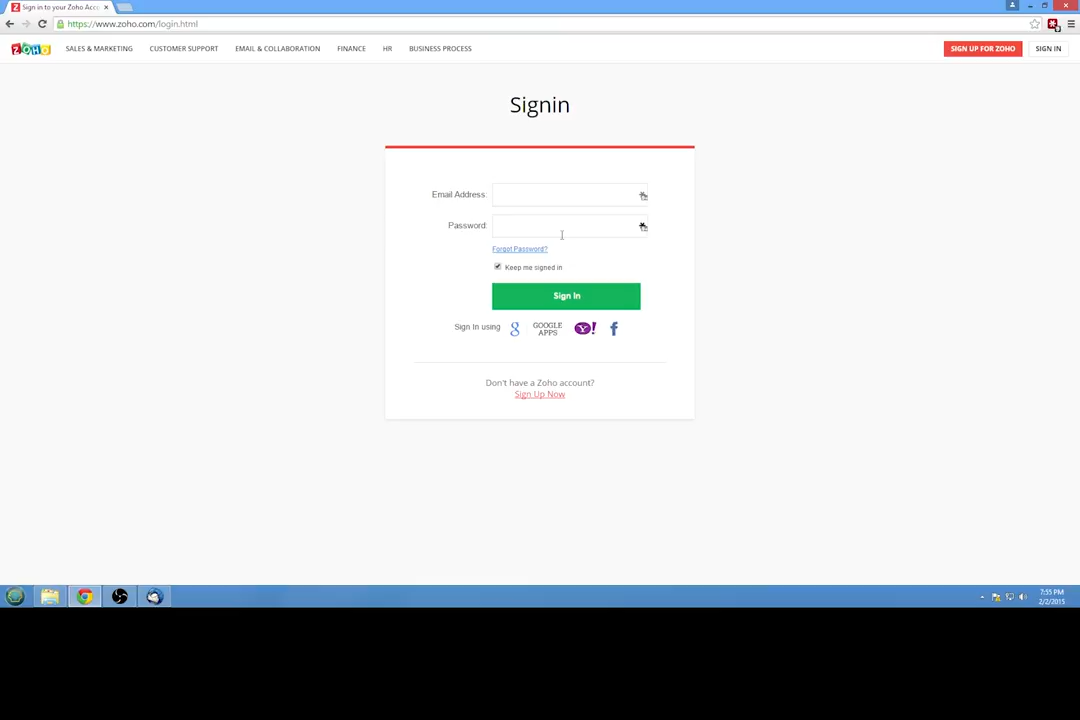 Sign in to your Zoho Acco
https://www.zoho.com/login.html
ZOHO
SALES & MARKETING
CUSTOMER SUPPORT
EMAIL & COLLABORATION
FINANCE
HR
BUSINESS PROCESS
SIGN UP FOR ZOHO
SIGN IN
Signin
Email Address:
Password:
Forgot Password?
Keep me signed in
Sign In
Sign In using
8
GOOGLE
APPS
Y!
f
Don't have a Zoho account?
Sign Up Now
7:55 PM
2/2/2015